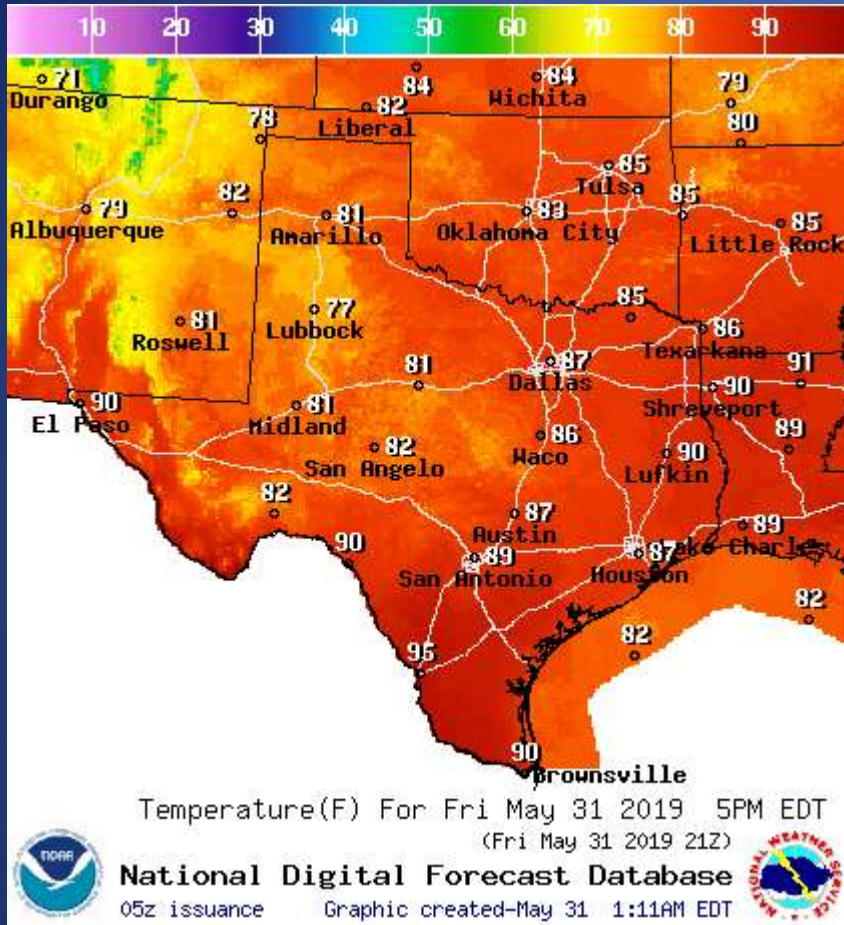 10 20 30 40 50 60 70 80 90
71
Durango
84
84
Wichita
79
82
Liberal
78
80
85
Tulsa
79
Albuquerque
82
81
Amarillo
83
Oklahoma City
85
85
Little Rock
81
Roswell
77
Lubbock
85
86
Texarkana
87
Dallas
81
91
90
Shreveport
90
El Paso
81
Midland
82
San Angelo
86
Waco
90
Lufkin
89
82
87
Austin
89
Lake Charles
90
89
San Antonio
87
Houston
82
82
95
90
Brownsville
Temperature(F) For Fri May 31 2019 5PM EDT
(Fri May 31 2019 21Z)
National Digital Forecast Database
05z issuance Graphic created-May 31 1:11AM EDT
NOAA
NATIONAL WEATHER SERVICE